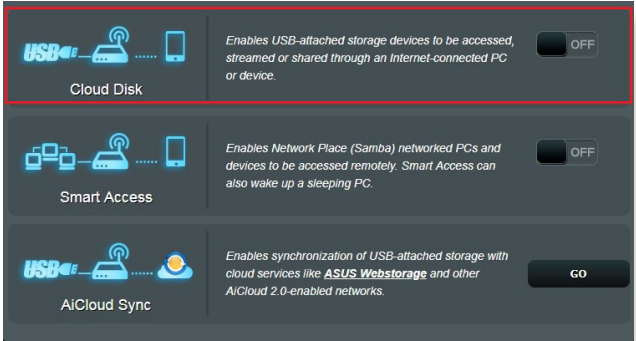 Enables USB-attached storage devices to be accessed,
streamed or shared through an Internet-connected PC
or device.
USB
OFF
Cloud Disk
Enables Network Place (Samba) networked PCs and
devices to be accessed remotely. Smart Access can
also wake up a sleeping PC.
OFF
Smart Access
Enables synchronization of USB-attached storage with
cloud services like ASUS Webstorage and other
AiCloud 2.0-enabled networks.
USB
GO
AiCloud Sync